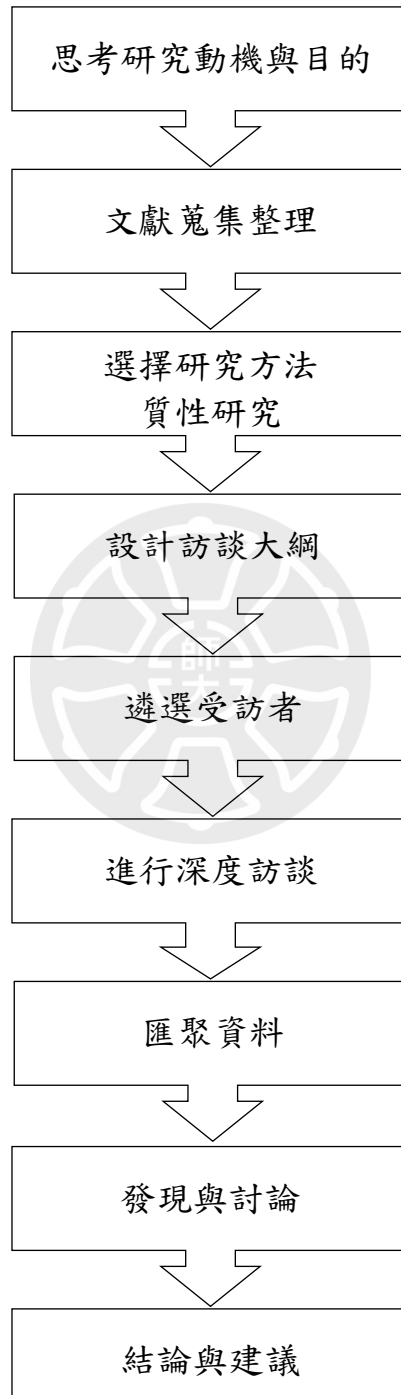 思考研究動機與目的
文獻蒐集整理
選擇研究方法
質性研究
設計訪談大綱
師大
遴選受訪者
進行深度訪談
匯聚資料
發現與討論
結論與建議